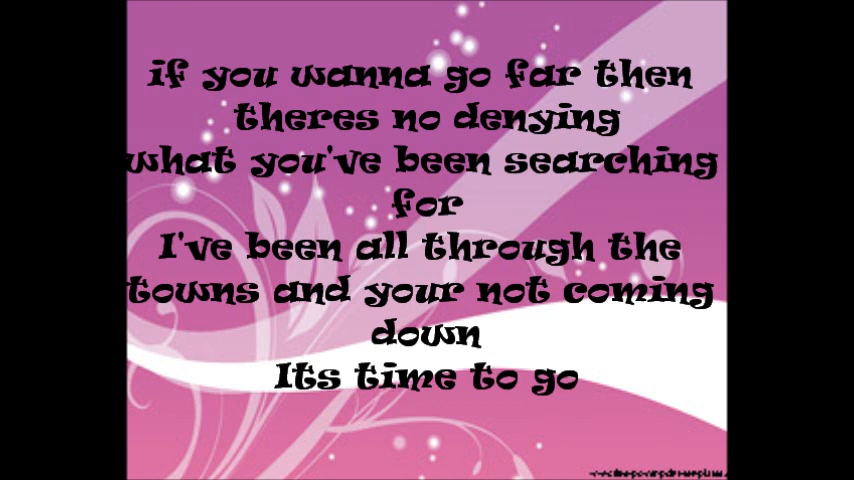 if you wanna go far then
theres no denying
what you've been searching
for
I've been all through the
towns and your not coming
down
Its time to go